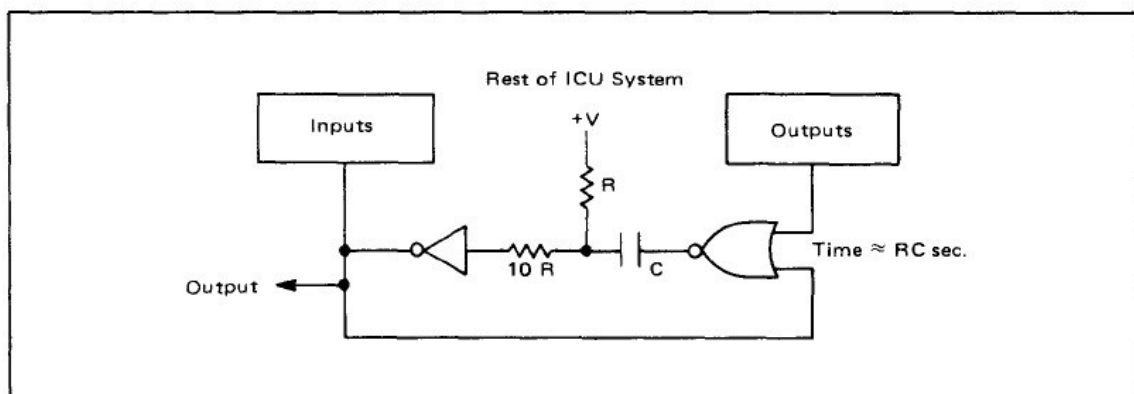 Rest of ICU System
Inputs
+V
Outputs
R
10 R
C
Time ≈ RC sec.
Output